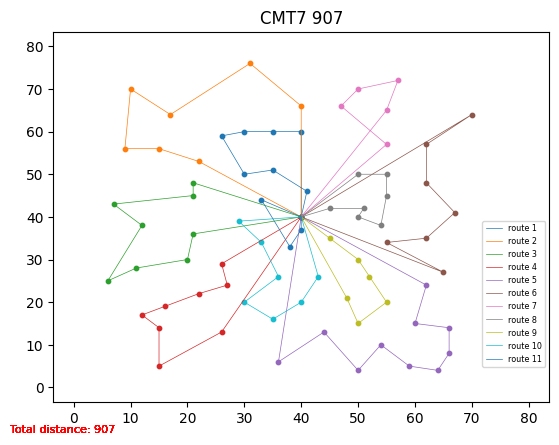 CMT7 907
80
70
60
50
40
30
20
10
0
0 10 20 30 40 50 60 70 80
route 1
route 2
route 3
route 4
route 5
route 6
route 7
route 8
route 9
route 10
route 11
Total distance: 907